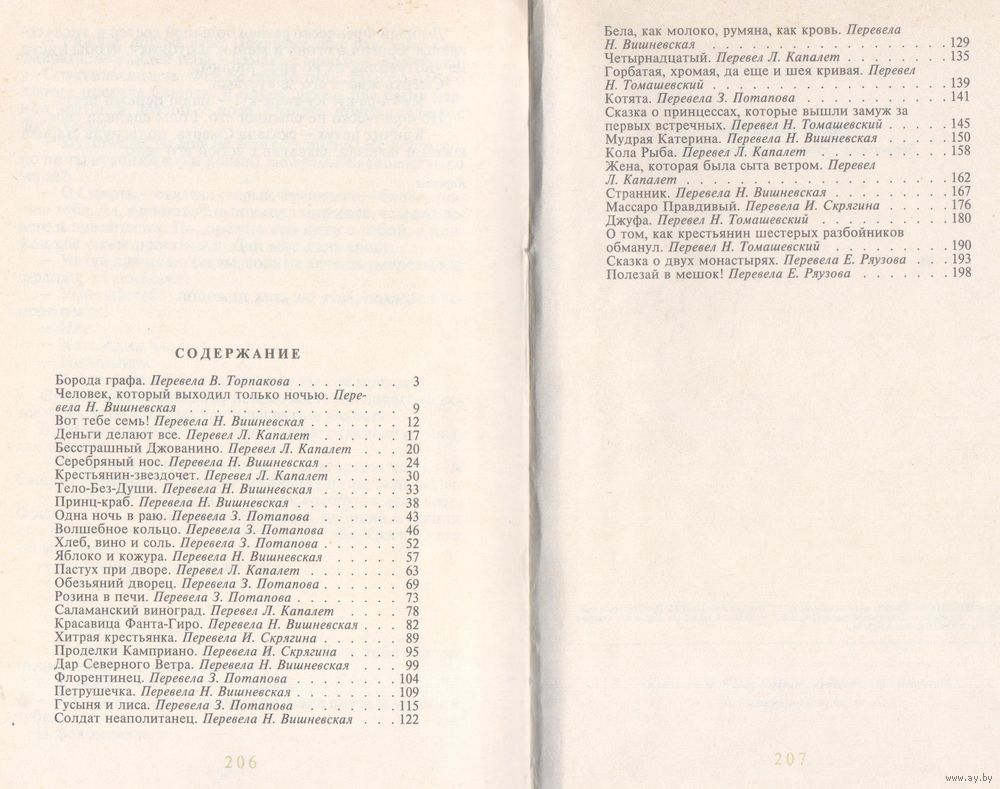 СОДЕРЖАНИЕ
Борода графа. Перевела В. Торпакова . . . . . . . 3
Человек, который выходил только ночью. Пере-
вела Н. Вишневская . . . . . . . . . . . . . . . 9
Вот тебе семь! Перевела Н. Вишневская . . . . . . 12
Деньги делают все. Перевел Л. Капалет . . . . . . 17
Бесстрашный Джованино. Перевел Л. Капалет . . . 20
Серебряный нос. Перевела Н. Вишневская . . . . . 24
Крестьянин-звездочет. Перевел Л. Капалет . . . . 30
Тело-Без-Души. Перевела Н. Вишневская . . . . . 33
Принц-краб. Перевела Н. Вишневская . . . . . . . 38
Одна ночь в раю. Перевела З. Потапова . . . . . 43
Волшебное кольцо. Перевела З. Потапова . . . . . 46
Хлеб, вино и соль. Перевела З. Потапова . . . . . 52
Яблоко и кожура. Перевела Н. Вишневская . . . . 57
Пастух при дворе. Перевел Л. Капалет . . . . . . 63
Обезьяний дворец. Перевела З. Потапова . . . . . 69
Розина в печи. Перевела З. Потапова . . . . . . . 73
Саламанский виноград. Перевел Л. Капалет . . . . 78
Красавица Фанта-Гиро. Перевела Н. Вишневская . . . 82
Хитрая крестьянка. Перевела И. Скрягина . . . . . 89
Проделки Камприано. Перевела И. Скрягина . . . . 95
Дар Северного Ветра. Перевела Н. Вишневская . . . 99
Флорентинец. Перевела З. Потапова . . . . . . . 104
Петрушечка. Перевела Н. Вишневская . . . . . . . 109
Гусыня и лиса. Перевела З. Потапова . . . . . . . 115
Солдат неаполитанец. Перевела Н. Вишневская . . . 122
206
Бела, как молоко, румяна, как кровь. Перевела
Н. Вишневская . . . . . . . . . . . . . . . . . 129
Четырнадцатый. Перевел Л. Капалет . . . . . . . 135
Горбатая, хромая, да еще и шея кривая. Перевел
Н. Томашевский . . . . . . . . . . . . . . . . . 139
Котята. Перевела З. Потапова . . . . . . . . . . 141
Сказка о принцессах, которые вышли замуж за
первых встречных. Перевел Н. Томашевский . . . . . 145
Мудрая Катерина. Перевела Н. Вишневская . . . . . 150
Кола Рыба. Перевел Л. Капалет . . . . . . . . . 158
Жена, которая была сыта ветром. Перевел
Л. Капалет . . . . . . . . . . . . . . . . . . . 162
Странник. Перевела Н. Вишневская . . . . . . . . 167
Массаро Правдивый. Перевела И. Скрягина . . . . . 176
Джуфа. Перевел Н. Томашевский . . . . . . . . . 180
О том, как крестьянин шестерых разбойников
обманул. Перевел Н. Томашевский . . . . . . . . 190
Сказка о двух монастырях. Перевела Е. Ряузова . . . 193
Полезай в мешок! Перевела Е. Ряузова . . . . . . . 198
207
www.ay.by